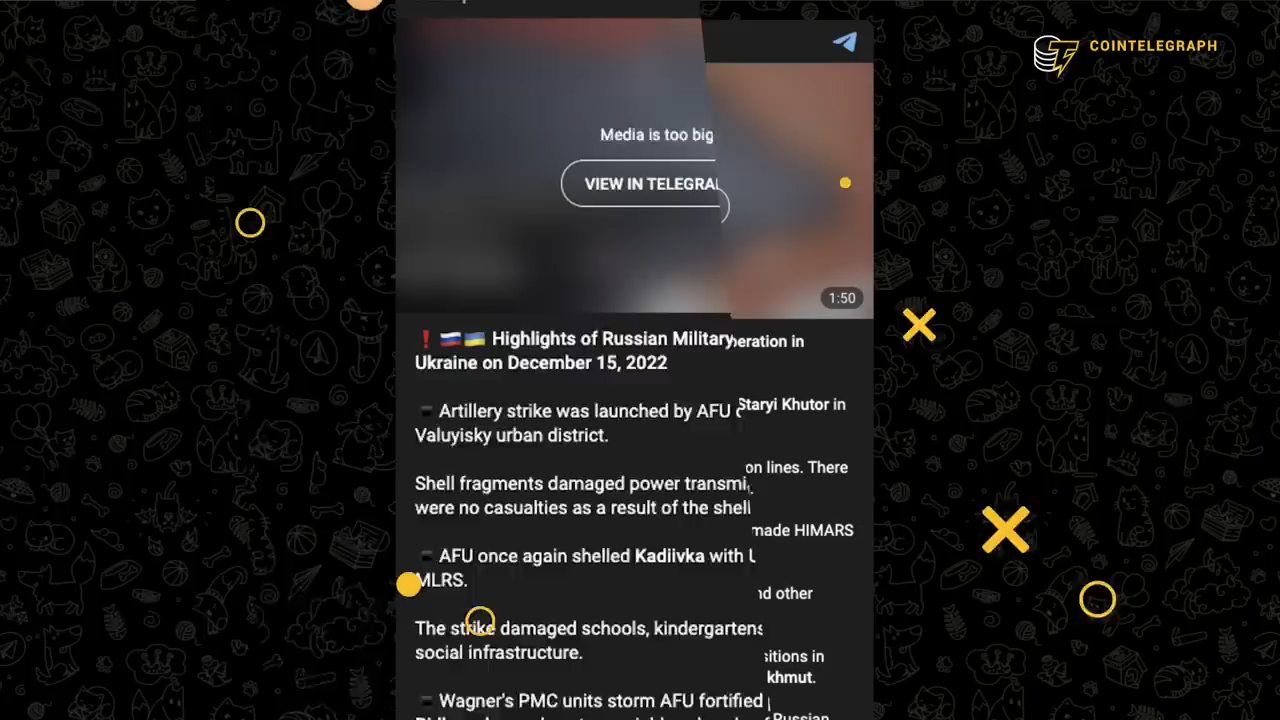 COINTELEGRAPH
Media is too big
VIEW IN TELEGRA
1:50
❗🇷🇺🇺🇦 Highlights of Russian Military eration in
Ukraine on December 15, 2022
▪Artillery strike was launched by AFU Staryi Khutor in
Valuyisky urban district.
Shell fragments damaged power transmi on lines. There
were no casualties as a result of the shell
▪AFU once again shelled Kadiivka with made HIMARS
MLRS.
The strike damaged schools, kindergartens nd other
social infrastructure.
▪Wagner's PMC units storm AFU fortified sitions in
khmut.
Russian